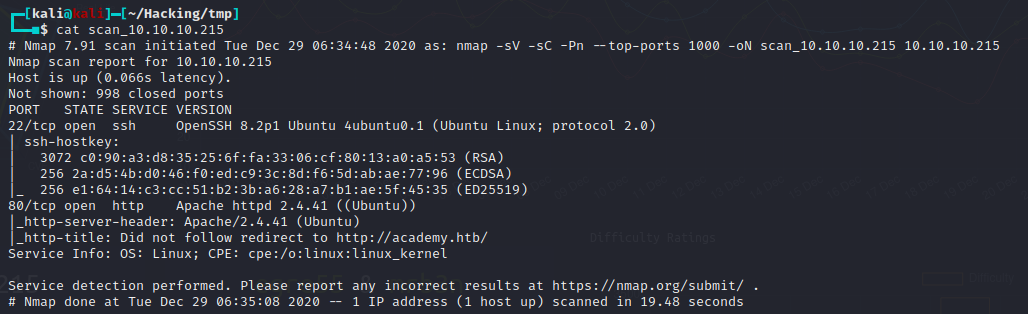 ┌─[kali@kali]─[~/Hacking/tmp]
└──■$ cat scan_10.10.10.215
# Nmap 7.91 scan initiated Tue Dec 29 06:34:48 2020 as: nmap -sV -sC -Pn --top-ports 1000 -oN scan_10.10.10.215 10.10.10.215
Nmap scan report for 10.10.10.215
Host is up (0.066s latency).
Not shown: 998 closed ports
PORT   STATE SERVICE VERSION
22/tcp open  ssh     OpenSSH 8.2p1 Ubuntu 4ubuntu0.1 (Ubuntu Linux; protocol 2.0)
| ssh-hostkey:
|   3072 c0:90:a3:d8:35:25:6f:fa:33:06:cf:80:13:a0:a5:53 (RSA)
|   256 2a:d5:4b:d0:46:f0:ed:c9:3c:8d:f6:5d:ab:ae:77:96 (ECDSA)
|_  256 e1:64:14:c3:cc:51:b2:3b:a6:28:a7:b1:ae:5f:45:35 (ED25519)
80/tcp open  http    Apache httpd 2.4.41 ((Ubuntu))
|_http-server-header: Apache/2.4.41 (Ubuntu)
|_http-title: Did not follow redirect to http://academy.htb/
Difficulty Ratings
Service Info: OS: Linux; CPE: cpe:/o:linux:linux_kernel
Service detection performed. Please report any incorrect results at https://nmap.org/submit/ .
# Nmap done at Tue Dec 29 06:35:08 2020 -- 1 IP address (1 host up) scanned in 19.48 seconds